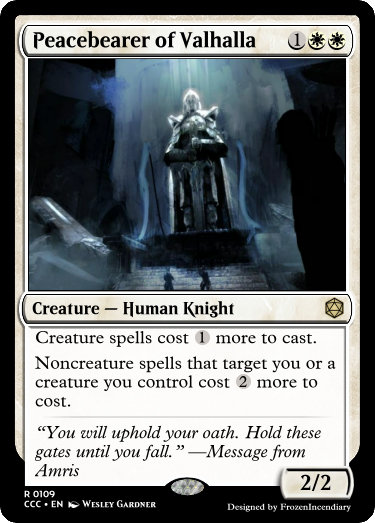 Peacebearer of Valhalla 1
Creature — Human Knight
Creature spells cost 1 more to cast.
Noncreature spells that target you or a
creature you control cost 2 more to
cost.
“You will uphold your oath. Hold these
gates until you fall.” —Message from
Amris
2/2
R 0109
CCC • EN Wesley Gardner
Designed by FrozenIncendiary